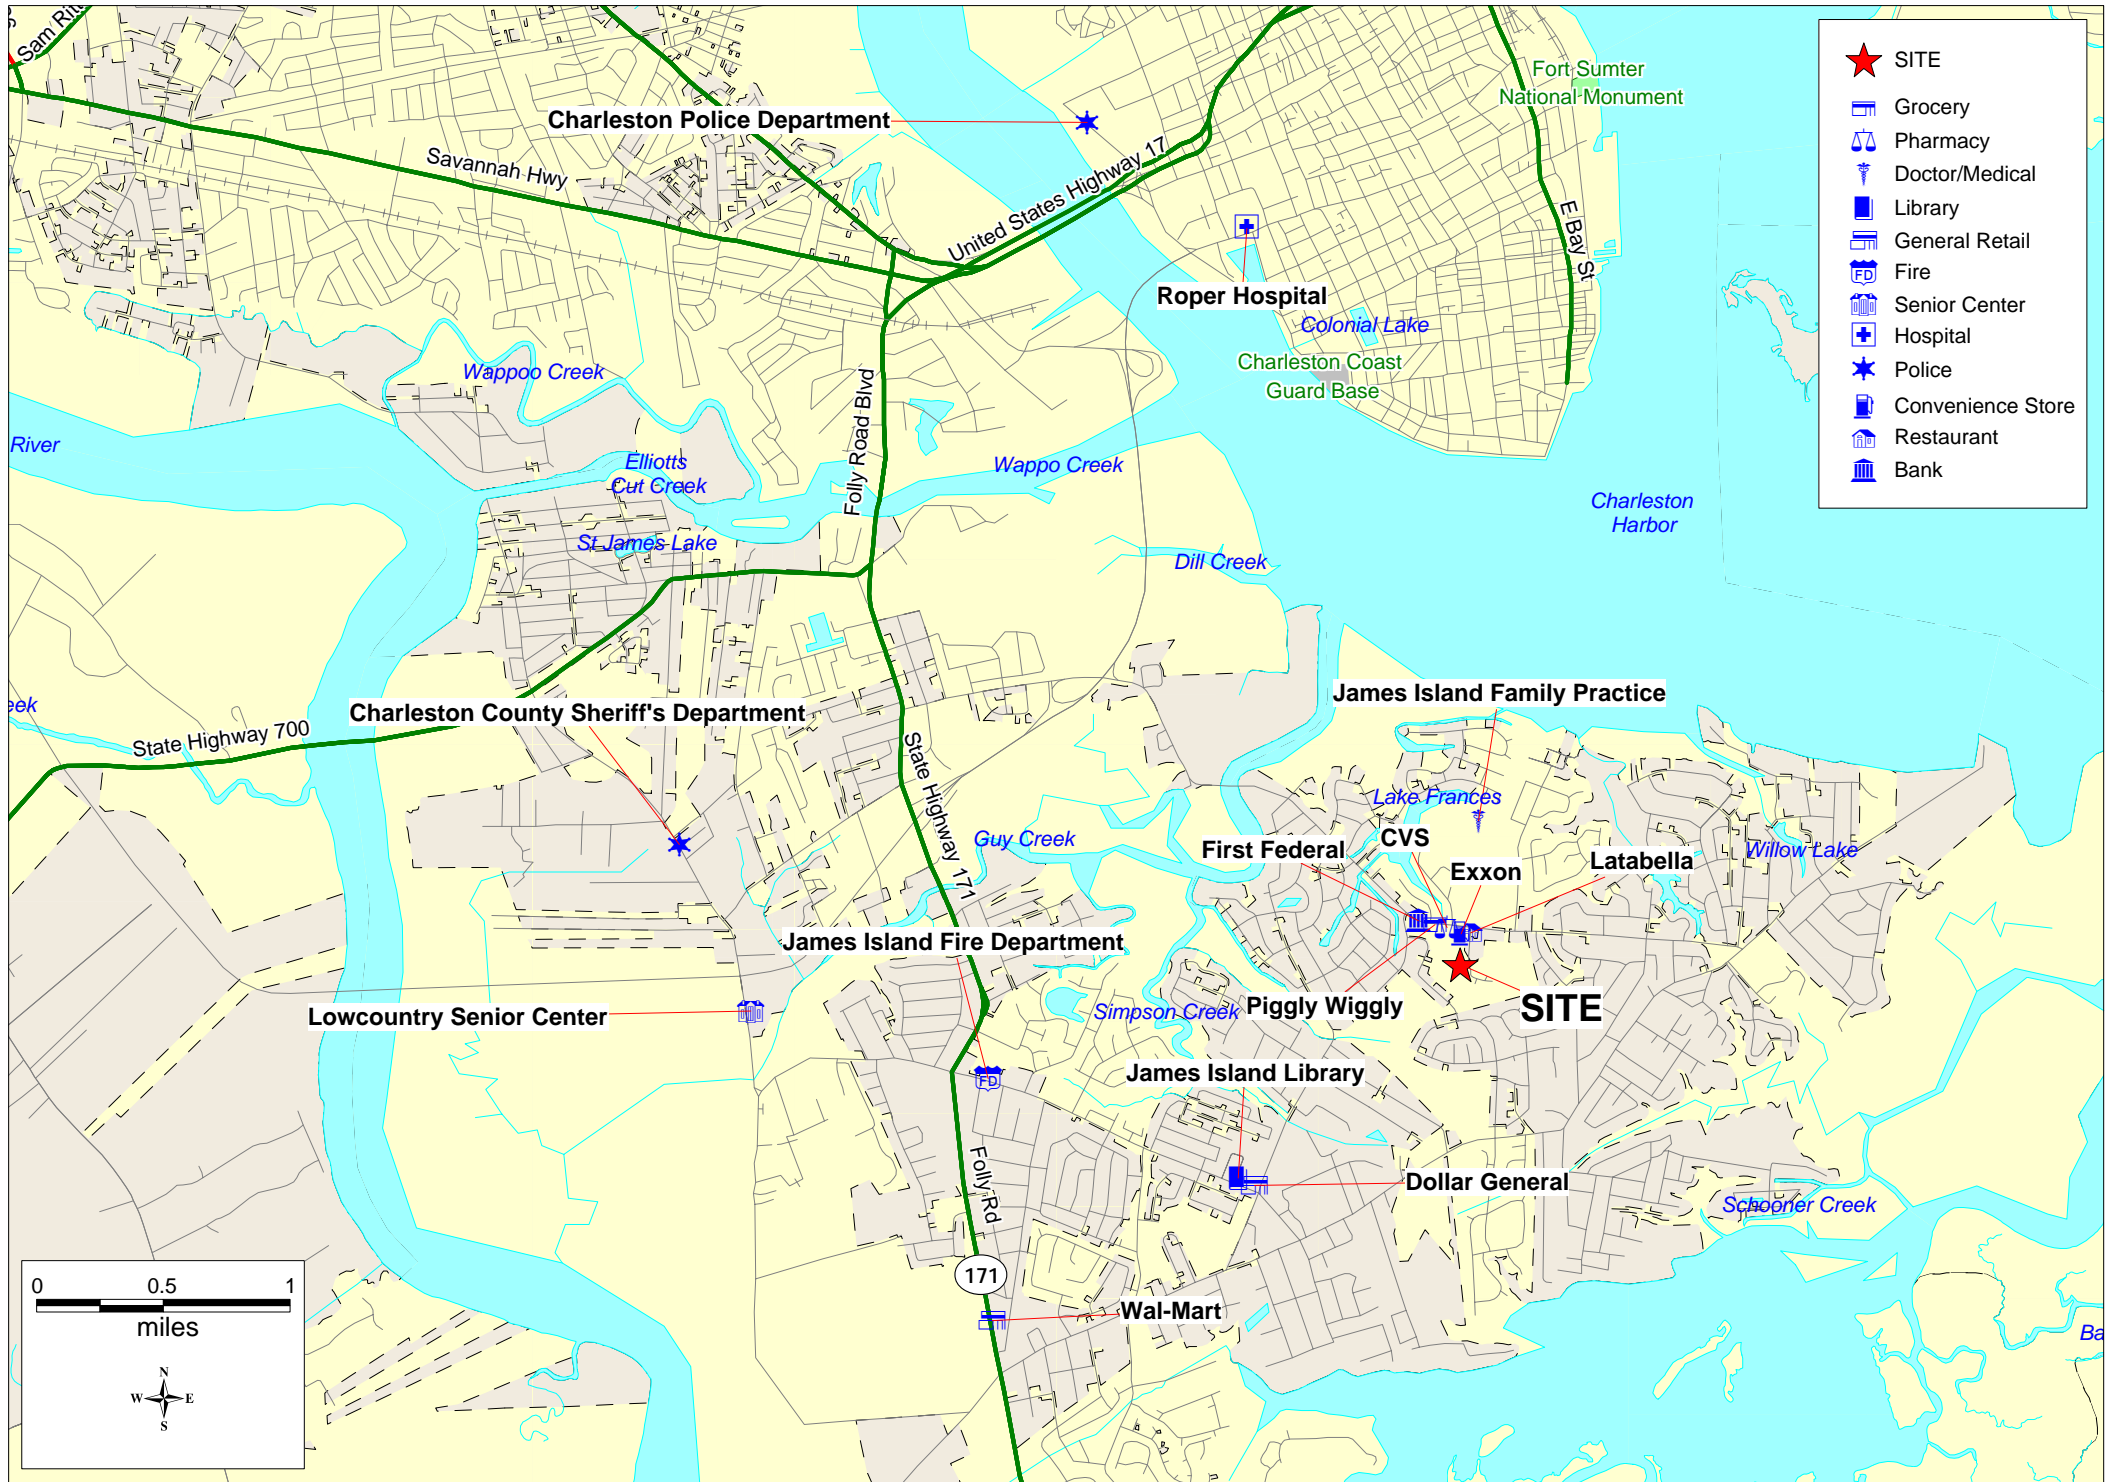 Sam Ritt
SITE
Grocery
Pharmacy
Doctor/Medical
Library
General Retail
Fire
Senior Center
Hospital
Police
Convenience Store
Restaurant
Bank
Fort Sumter
National Monument
Charleston Police Department
Savannah Hwy
United States Highway 17
E Bay St
Roper Hospital
Colonial Lake
Charleston Coast
Guard Base
Wappoo Creek
Folly Road Blvd
River
Elliotts
Cut Creek
Wappo Creek
Charleston
Harbor
St James Lake
Dill Creek
James Island Family Practice
eek
Charleston County Sheriff's Department
State Highway 700
State Highway 171
Lake Frances
Guy Creek
First Federal
CVS
Exxon
Latabella
Willow Lake
James Island Fire Department
Lowcountry Senior Center
Simpson Creek
Piggly Wiggly
SITE
FD
FD
James Island Library
Folly Rd
Dollar General
Schooner Creek
171
Wal-Mart
Ba
0 0.5 1
miles
N
W E
S